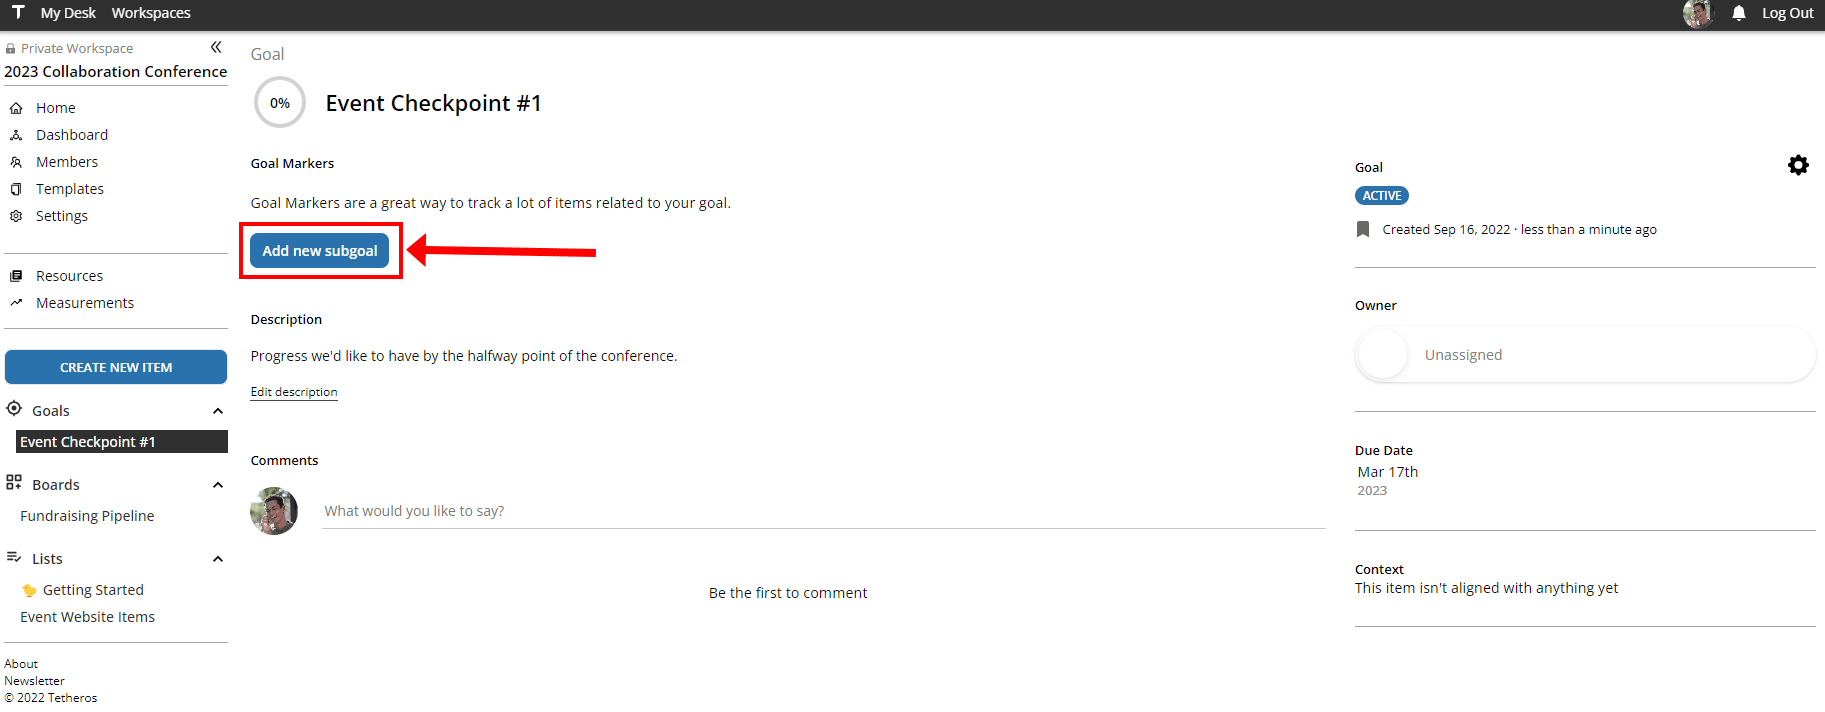 T My Desk Workspaces Log Out
Private Workspace
2023 Collaboration Conference
Home
Dashboard
Members
Templates
Settings
Resources
Measurements
CREATE NEW ITEM
Goals
Event Checkpoint #1
Boards
Fundraising Pipeline
Lists
Getting Started
Event Website Items
About
Newsletter
© 2022 Tetheros
Goal
0% Event Checkpoint #1
Goal Markers
Goal Markers are a great way to track a lot of items related to your goal.
Add new subgoal
Description
Progress we'd like to have by the halfway point of the conference.
Edit description
Comments
What would you like to say?
Be the first to comment
Goal
ACTIVE
Created Sep 16, 2022 · less than a minute ago
Owner
Unassigned
Due Date
Mar 17th
2023
Context
This item isn't aligned with anything yet